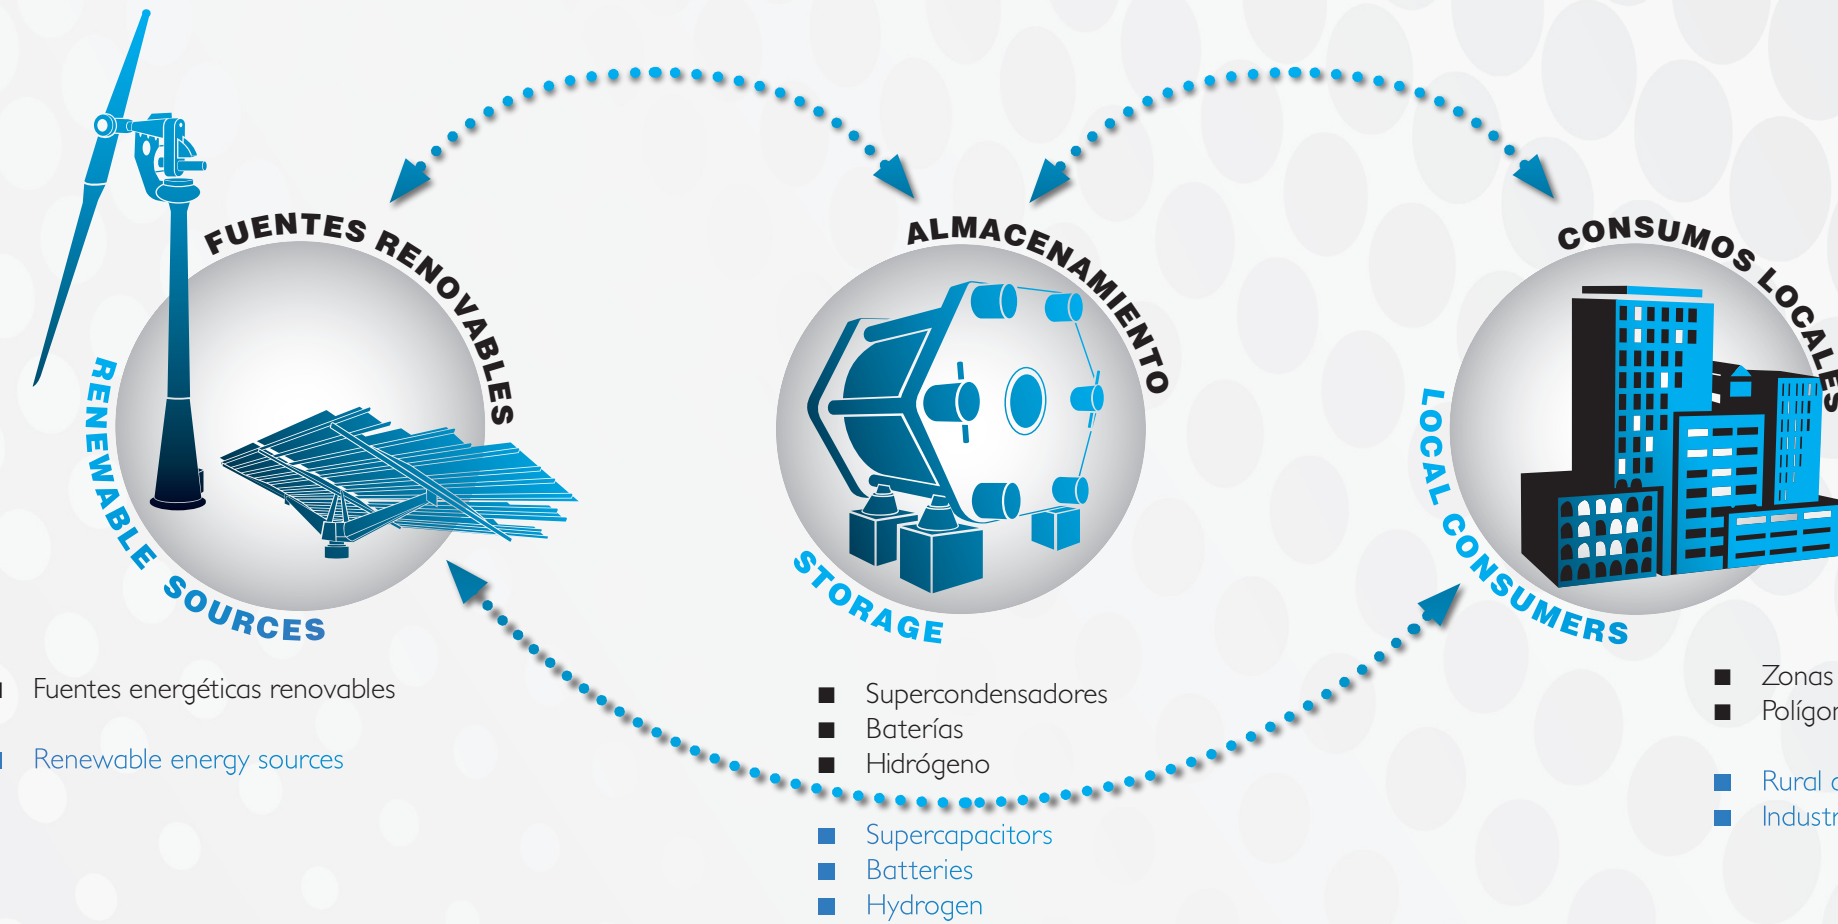 FUENTES RENOVABLES
RENEWABLE SOURCES
Fuentes energéticas renovables
Renewable energy sources
ALMACENAMIENTO
STORAGE
Supercondensadores
Baterías
Hidrógeno
Supercapacitors
Batteries
Hydrogen
CONSUMOS LOCALES
LOCAL CONSUMERS
Zonas
Rural